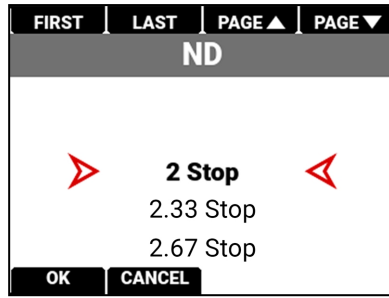 FIRST LAST PAGE▲ PAGE▼
ND
2 Stop
2.33 Stop
2.67 Stop
OK CANCEL